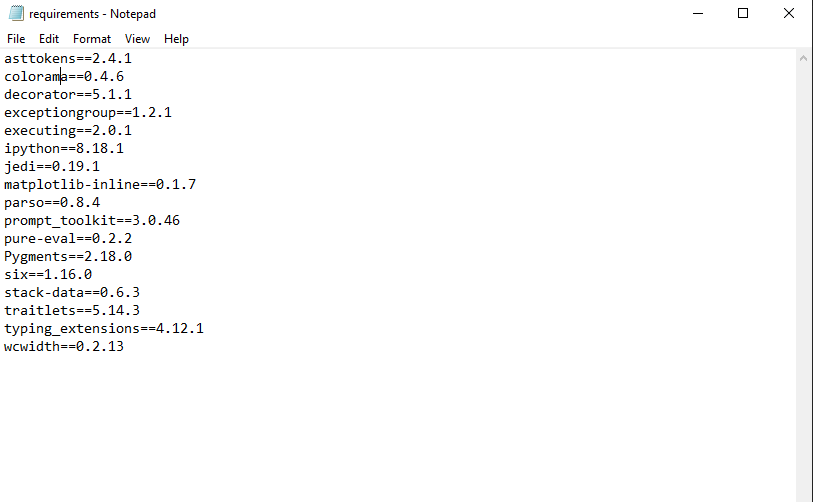 requirements - Notepad
File Edit Format View Help
asttokens==2.4.1
colorama==0.4.6
decorator==5.1.1
exceptiongroup==1.2.1
executing==2.0.1
ipython==8.18.1
jedi==0.19.1
matplotlib-inline==0.1.7
parso==0.8.4
prompt_toolkit==3.0.46
pure-eval==0.2.2
Pygments==2.18.0
six==1.16.0
stack-data==0.6.3
traitlets==5.14.3
typing_extensions==4.12.1
wcwidth==0.2.13